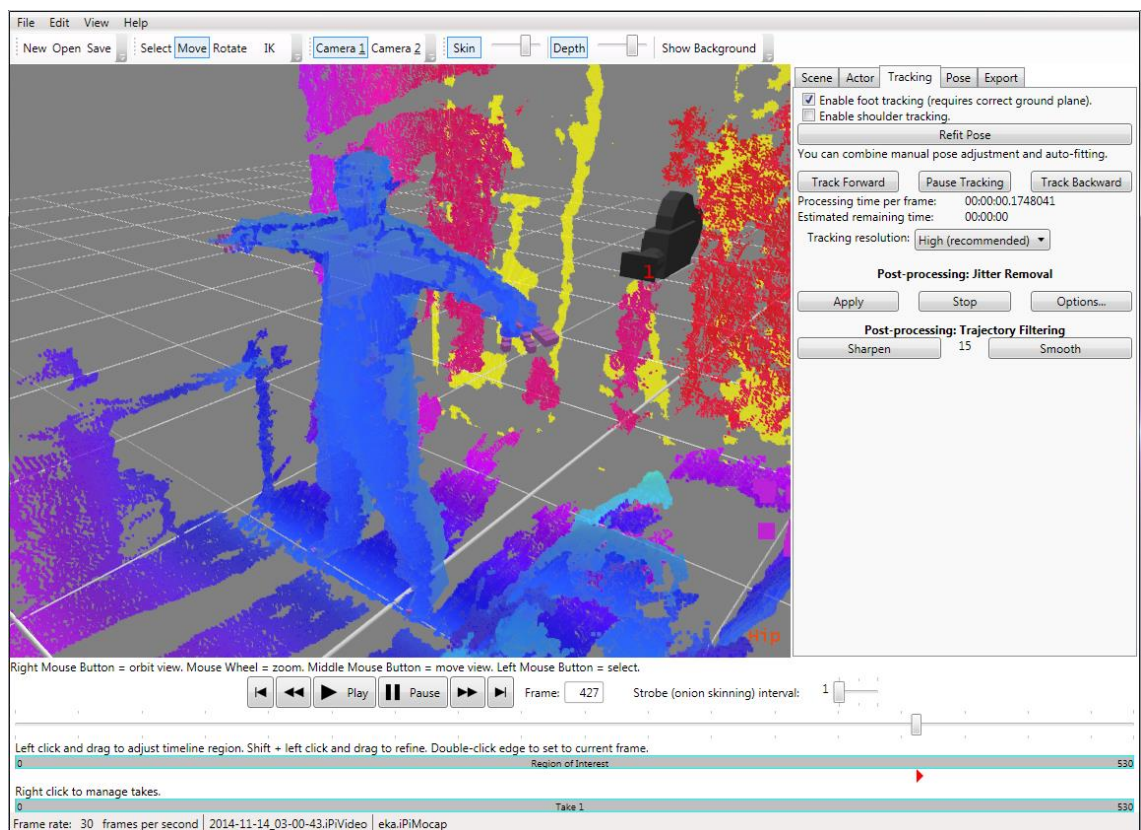 File Edit View Help
New Open Save Select Move Rotate IK Camera 1 Camera 2 Skin Depth Show Background
Scene Actor Tracking Pose Export
Enable foot tracking (requires correct ground plane).
Enable shoulder tracking.
Refit Pose
You can combine manual pose adjustment and auto-fitting.
Track Forward Pause Tracking Track Backward
Processing time per frame: 00:00:00.1748041
Estimated remaining time: 00:00:00
Tracking resolution: High (recommended)
Post-processing: Jitter Removal
Apply Stop Options...
Post-processing: Trajectory Filtering
Sharpen 15 Smooth
1
Hip
Right Mouse Button = orbit view. Mouse Wheel = zoom. Middle Mouse Button = move view. Left Mouse Button = select.
Play Pause Frame: 427 Strobe (onion skinning) interval: 1
Left click and drag to adjust timeline region. Shift + left click and drag to refine. Double-click edge to set to current frame.
0 Region of Interest 530
Right click to manage takes.
0 Take 1 530
Frame rate: 30 frames per second 2014-11-14_03-00-43.iPiVideo eka.iPiMocap